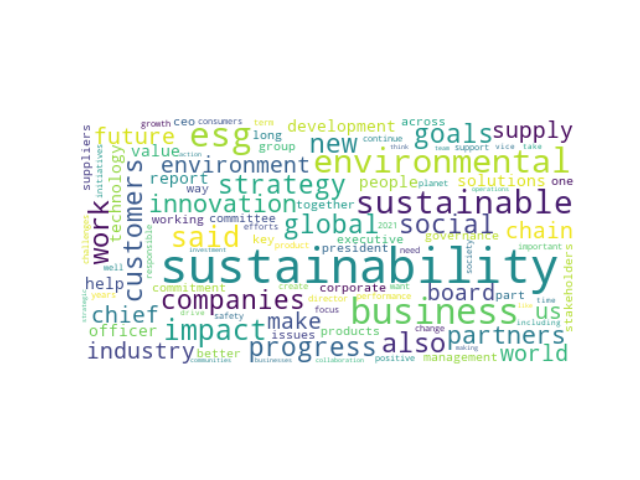 growth ceo consumers term development across
suppliers future esg long new continue goals supply
initiatives technology value action group think team support vice take
environment environmental
customers report strategy people planet solutions one
way operations
work innovation together sustainable
challenges responsible working committee global 2021 social chain
said efforts key executive governance
product president need society important
sustainability
investment stakeholders
well help commitment create corporate want board part time
years companies director performance business us
strategic drive safety focus including
chief impact make change partners
officer issues products
industry better progress also making management world
communities businesses positive collaboration